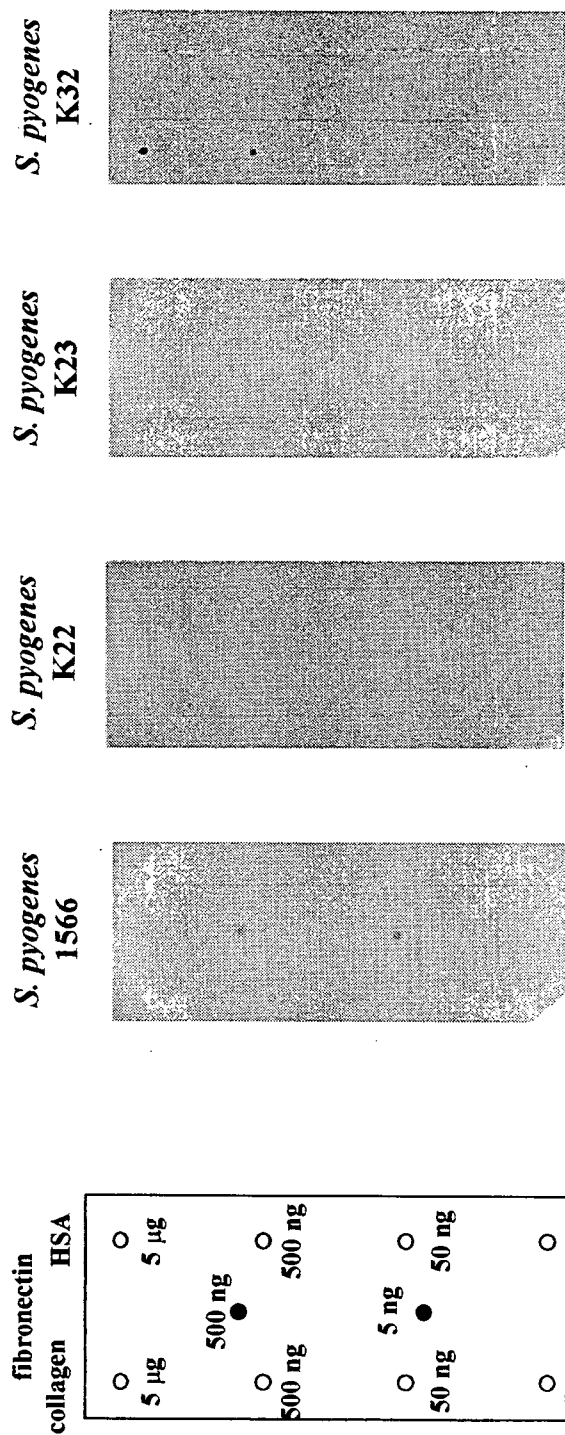 fibronectin
collagen HSA
5 µg 5 µg
500 ng
500 ng 500 ng
5 ng
50 ng 50 ng
S. pyogenes
1566
S. pyogenes
K22
S. pyogenes
K23
S. pyogenes
K32